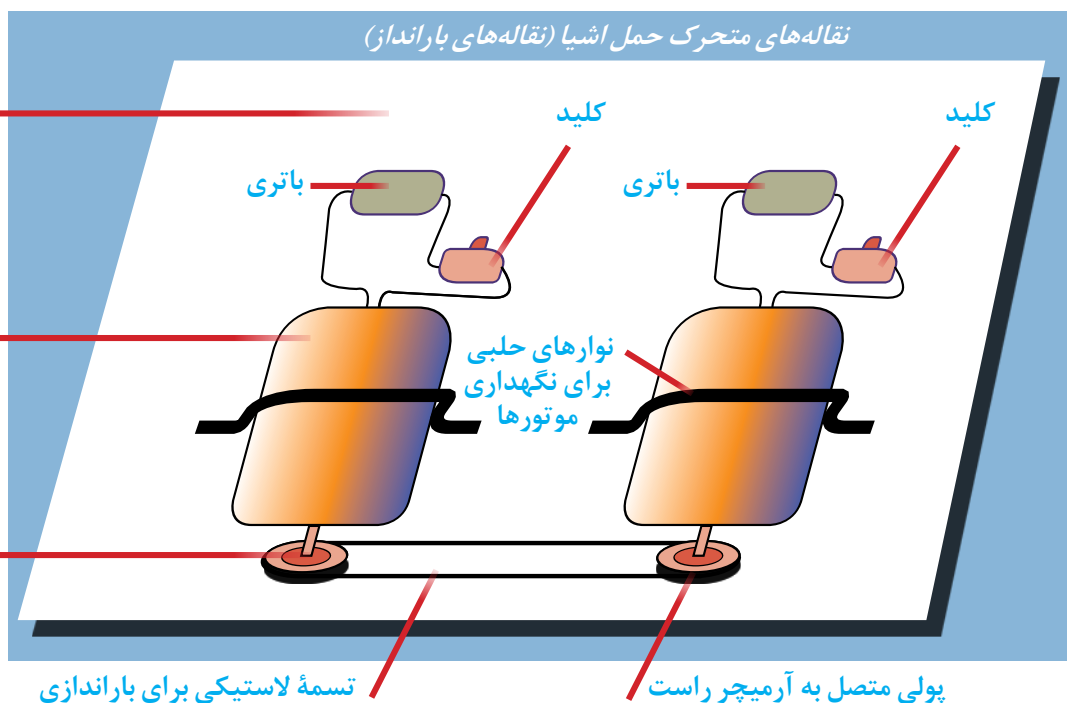 نقاله‌های متحرک حمل اشیا (نقاله‌های بارانداز)
کلید
کلید
باتری
باتری
نوارهای حلبی
برای نگهداری
موتورها
پولی متصل به آرمیچر راست
تسمهٔ لاستیکی برای باراندازی